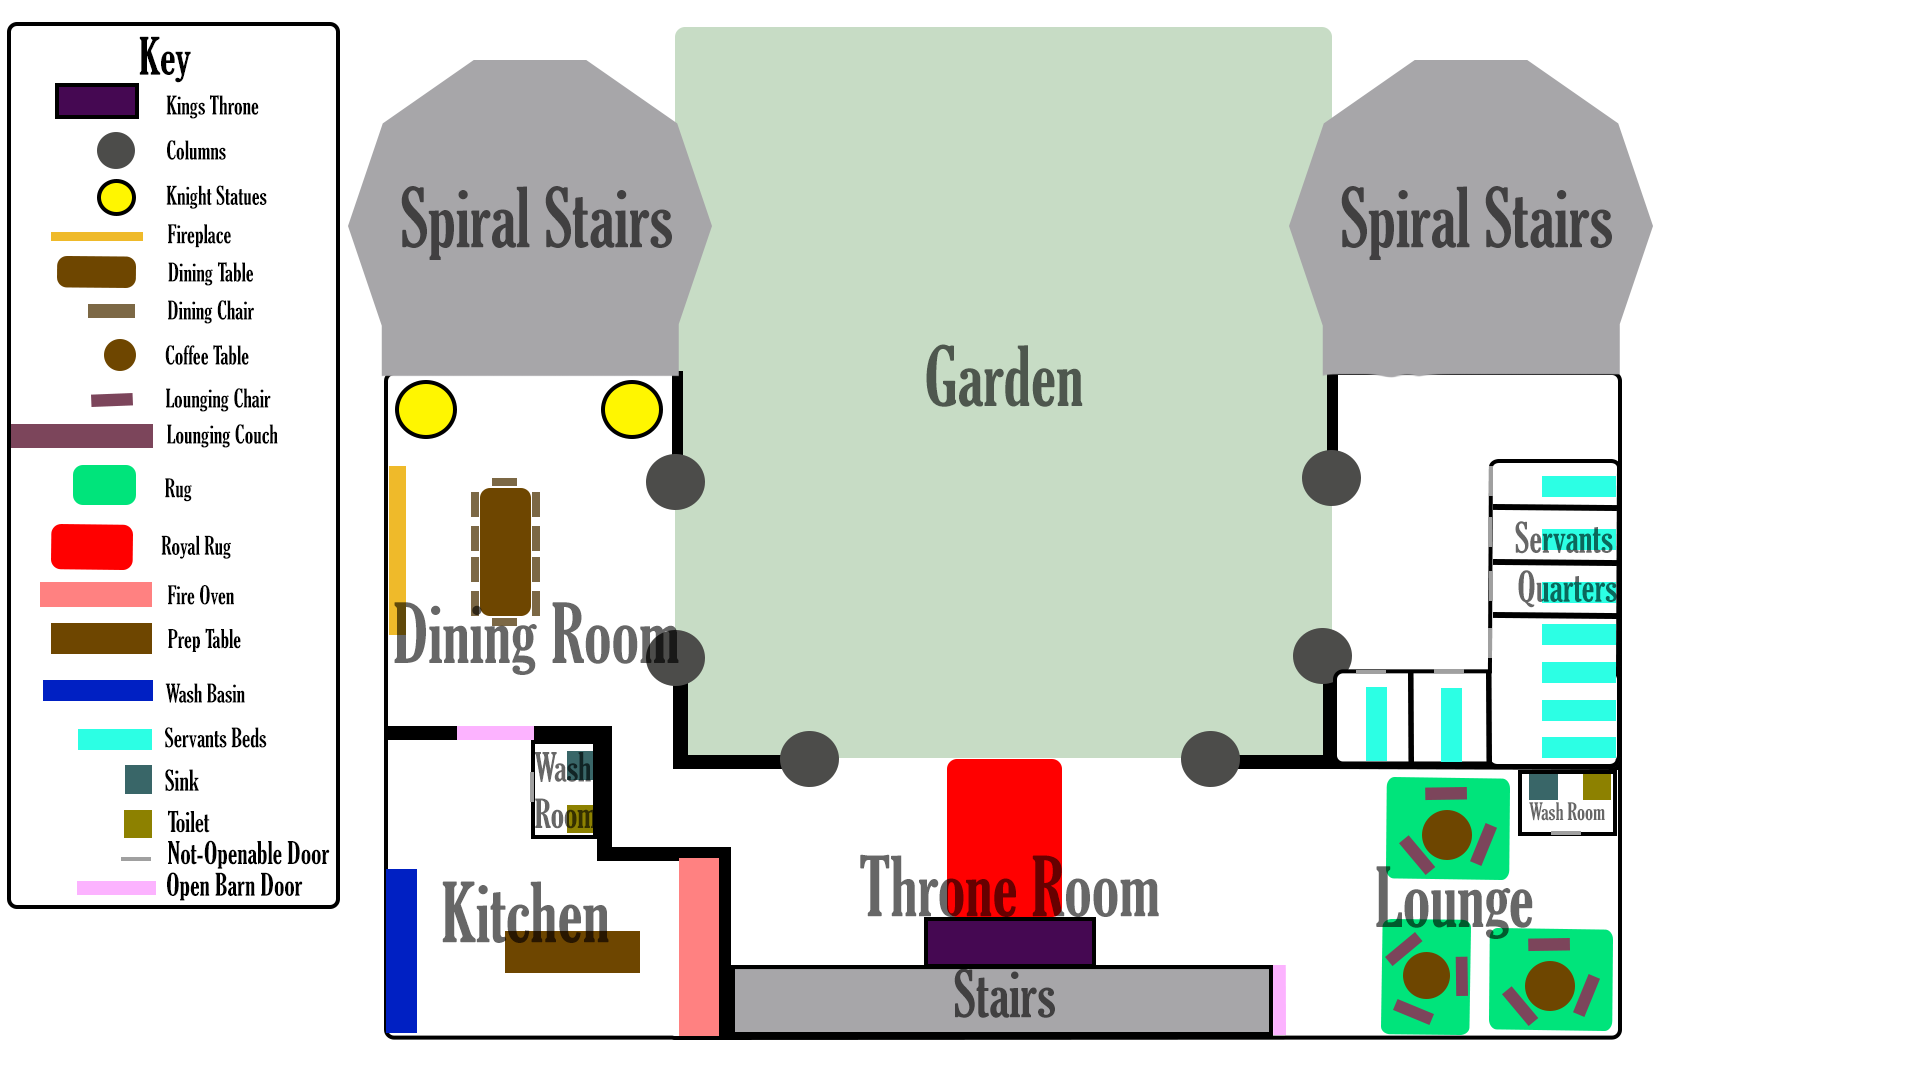 Key
Kings Throne
Columns
Knight Statues
Fireplace
Dining Table
Dining Chair
Coffee Table
Lounging Chair
Lounging Couch
Rug
Royal Rug
Fire Oven
Prep Table
Wash Basin
Servants Beds
Sink
Toilet
Not-Openable Door
Open Barn Door
Spiral Stairs
Spiral Stairs
Garden
Servants
Quarters
Dining Room
Wash
Room
Wash Room
Kitchen
Throne Room
Lounge
Stairs